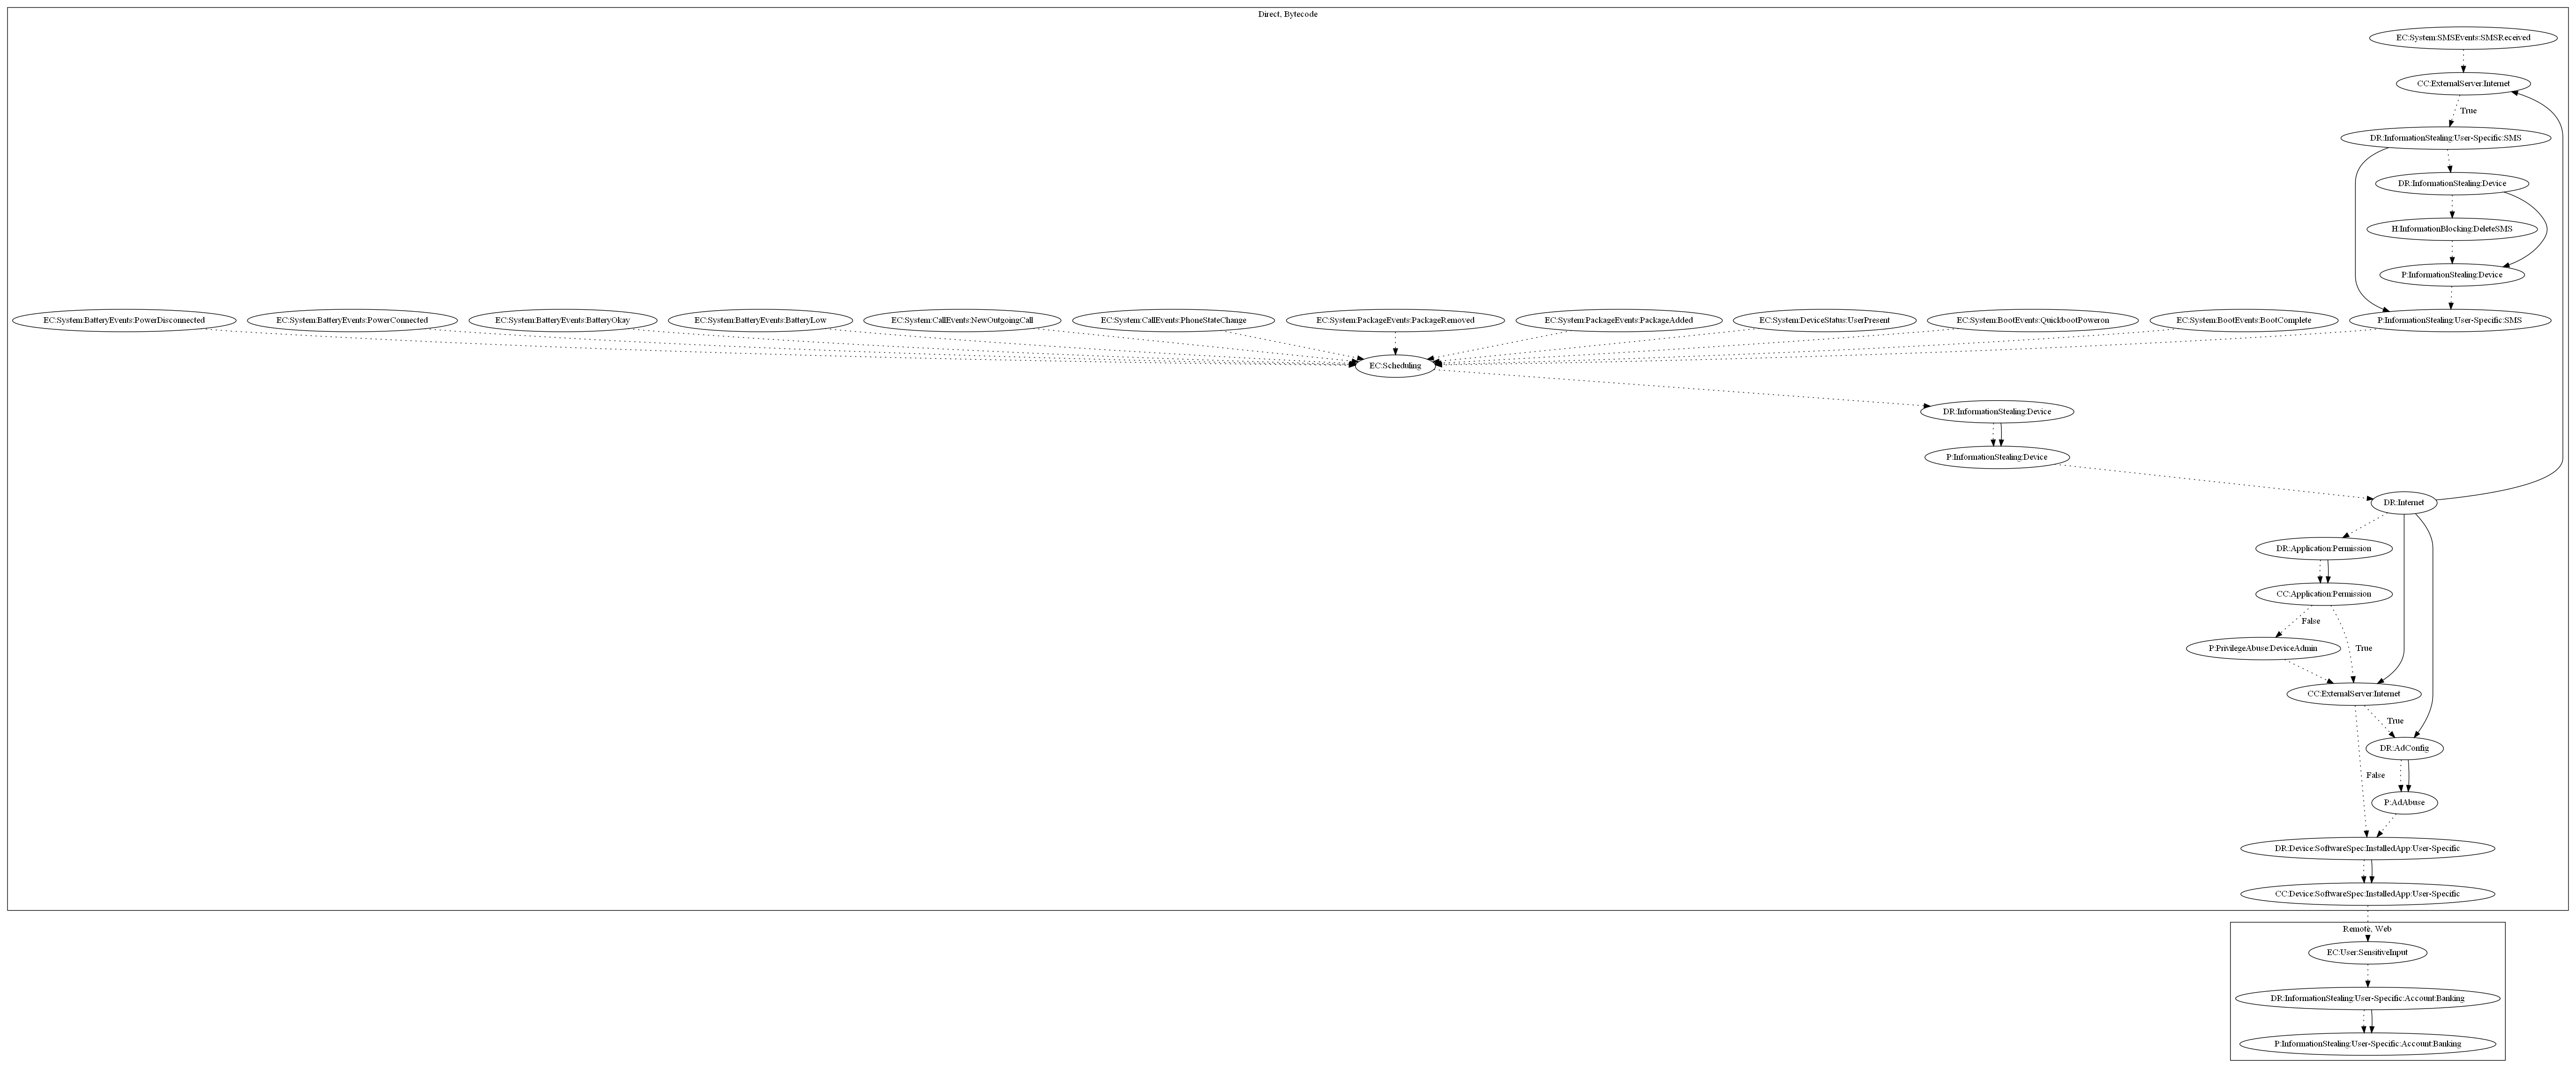 Direct, Bytecode
EC:System:SMSEvents:SMSReceived
CC:ExternalServer:Internet
True
DR:InformationStealing:User-Specific:SMS
DR:InformationStealing:Device
H:InformationBlocking:DeleteSMS
P:InformationStealing:Device
EC:System:BatteryEvents:PowerDisconnected
EC:System:BatteryEvents:PowerConnected
EC:System:BatteryEvents:BatteryOkay
EC:System:BatteryEvents:BatteryLow
EC:System:CallEvents:NewOutgoingCall
EC:System:CallEvents:PhoneStateChange
EC:System:PackageEvents:PackageRemoved
EC:System:PackageEvents:PackageAdded
EC:System:DeviceStatus:UserPresent
EC:System:BootEvents:QuickbootPoweron
EC:System:BootEvents:BootComplete
P:InformationStealing:User-Specific:SMS
EC:Scheduling
DR:InformationStealing:Device
P:InformationStealing:Device
DR:Internet
DR:Application:Permission
CC:Application:Permission
False
P:PrivilegeAbuse:DeviceAdmin
True
CC:ExternalServer:Internet
True
DR:AdConfig
False
P:AdAbuse
DR:Device:SoftwareSpec:InstalledApp:User-Specific
CC:Device:SoftwareSpec:InstalledApp:User-Specific
Remote, Web
EC:User:SensitiveInput
DR:InformationStealing:User-Specific:Account:Banking
P:InformationStealing:User-Specific:Account:Banking